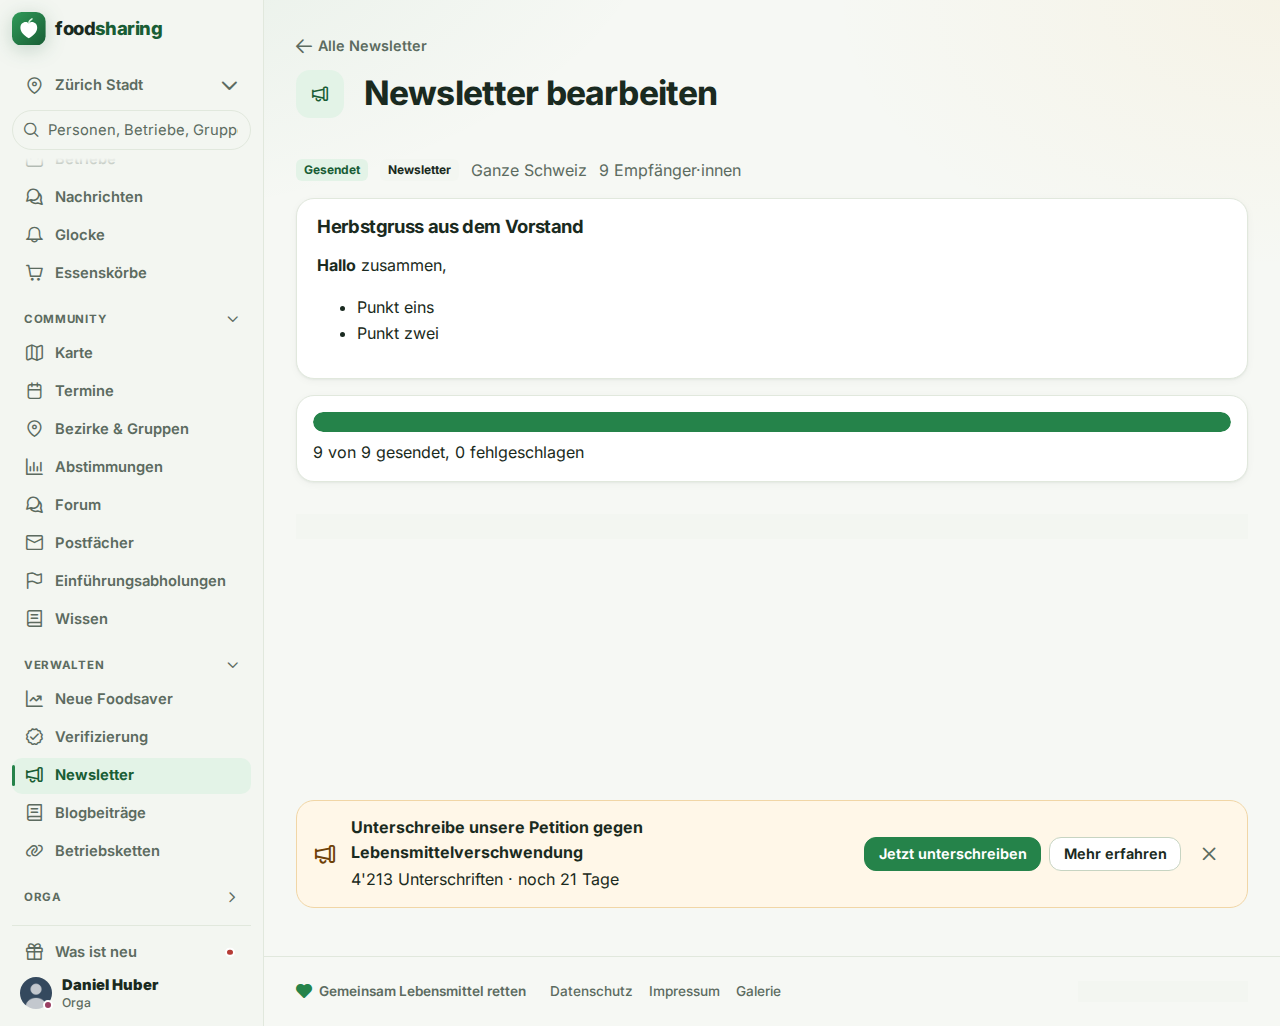 foodsharing
Zürich Stadt
Personen, Betriebe, Grupp
Betriebe
Nachrichten
Glocke
Essenskörbe
COMMUNITY
Karte
Termine
Bezirke & Gruppen
Abstimmungen
Forum
Postfächer
Einführungsabholungen
Wissen
VERWALTEN
Neue Foodsaver
Verifizierung
Newsletter
Blogbeiträge
Betriebsketten
ORGA
Was ist neu
Daniel Huber
Orga
Alle Newsletter
Newsletter bearbeiten
Gesendet Newsletter Ganze Schweiz 9 Empfänger·innen
Herbstgruss aus dem Vorstand
Hallo zusammen,
• Punkt eins
• Punkt zwei
9 von 9 gesendet, 0 fehlgeschlagen
Unterschreibe unsere Petition gegen
Lebensmittelverschwendung
4'213 Unterschriften · noch 21 Tage
Jetzt unterschreiben
Mehr erfahren
Gemeinsam Lebensmittel retten Datenschutz Impressum Galerie